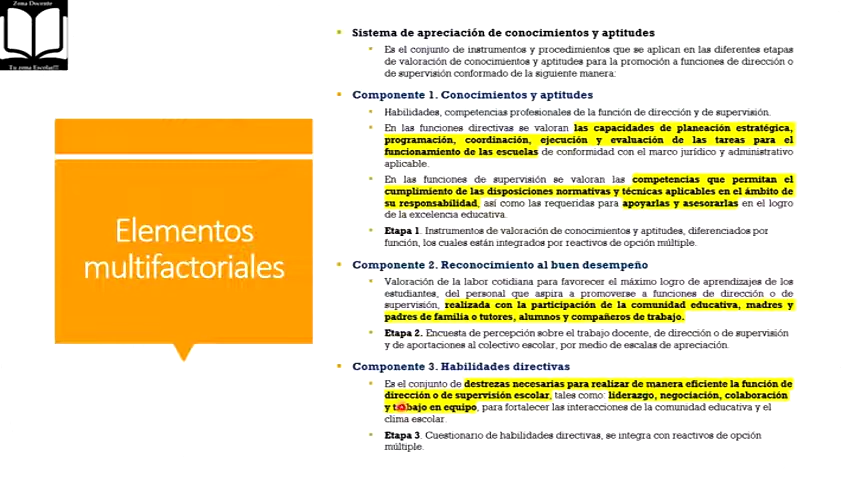 Zona Docente
Tu zona Escolar!!!
Elementos
multifactoriales
Sistema de apreciación de conocimientos y aptitudes
Es el conjunto de instrumentos y procedimientos que se aplican en las diferentes etapas
de valoración de conocimientos y aptitudes para la promoción a funciones de dirección o
de supervisión conformado de la siguiente manera:
Componente 1. Conocimientos y aptitudes
Habilidades, competencias profesionales de la función de dirección y de supervisión.
En las funciones directivas se valoran las capacidades de planeación estratégica,
programación, coordinación, ejecución y evaluación de las tareas para el
funcionamiento de las escuelas de conformidad con el marco jurídico y administrativo
aplicable.
En las funciones de supervisión se valoran las competencias que permitan el
cumplimiento de las disposiciones normativas y técnicas aplicables en el ámbito de
su responsabilidad, así como las requeridas para apoyarlas y asesorarlas en el logro
de la excelencia educativa.
Etapa 1. Instrumentos de valoración de conocimientos y aptitudes, diferenciados por
función, los cuales están integrados por reactivos de opción múltiple.
Componente 2. Reconocimiento al buen desempeño
Valoración de la labor cotidiana para favorecer el máximo logro de aprendizajes de los
estudiantes, del personal que aspira a promoverse a funciones de dirección o de
supervisión, realizada con la participación de la comunidad educativa, madres y
padres de familia o tutores, alumnos y compañeros de trabajo.
Etapa 2. Encuesta de percepción sobre el trabajo docente, de dirección o de supervisión
y de aportaciones al colectivo escolar, por medio de escalas de apreciación.
Componente 3. Habilidades directivas
Es el conjunto de destrezas necesarias para realizar de manera eficiente la función de
dirección o de supervisión escolar, tales como: liderazgo, negociación, colaboración
y trabajo en equipo, para fortalecer las interacciones de la comunidad educativa y el
clima escolar.
Etapa 3. Cuestionario de habilidades directivas, se integra con reactivos de opción
múltiple.